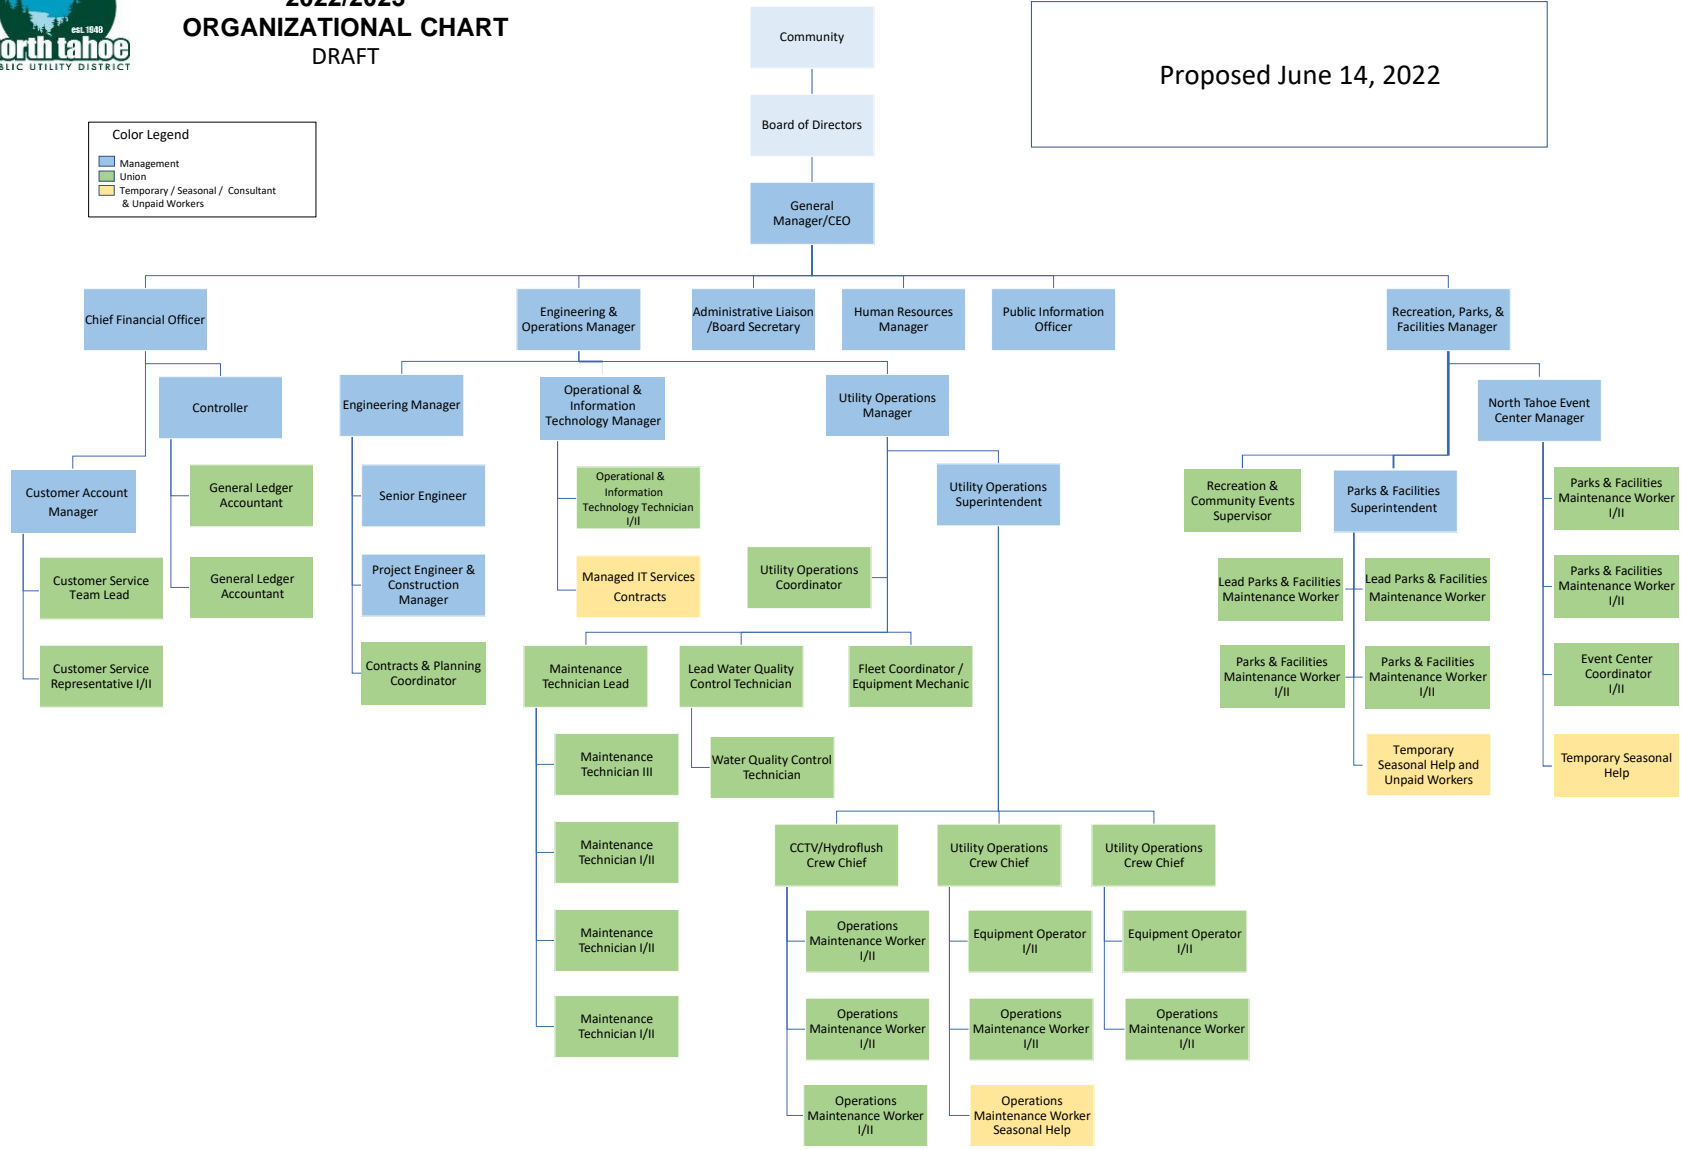 2022/2023
ORGANIZATIONAL CHART
DRAFT
est. 1948
north tahoe
PUBLIC UTILITY DISTRICT
Proposed June 14, 2022
Color Legend
Management
Union
Temporary / Seasonal / Consultant
& Unpaid Workers
Community
Board of Directors
General
Manager/CEO
Chief Financial Officer
Engineering &
Operations Manager
Administrative Liaison
/Board Secretary
Human Resources
Manager
Public Information
Officer
Recreation, Parks, &
Facilities Manager
Controller
Engineering Manager
Operational &
Information
Technology Manager
Utility Operations
Manager
North Tahoe Event
Center Manager
Customer Account
Manager
General Ledger
Accountant
Senior Engineer
Operational &
Information
Technology Technician
I/II
Utility Operations
Superintendent
Recreation &
Community Events
Supervisor
Parks & Facilities
Superintendent
Parks & Facilities
Maintenance Worker
I/II
Customer Service
Team Lead
General Ledger
Accountant
Project Engineer &
Construction
Manager
Managed IT Services
Contracts
Utility Operations
Coordinator
Lead Parks & Facilities
Maintenance Worker
Lead Parks & Facilities
Maintenance Worker
Parks & Facilities
Maintenance Worker
I/II
Customer Service
Representative I/II
Contracts & Planning
Coordinator
Maintenance
Technician Lead
Lead Water Quality
Control Technician
Fleet Coordinator /
Equipment Mechanic
Parks & Facilities
Maintenance Worker
I/II
Parks & Facilities
Maintenance Worker
I/II
Event Center
Coordinator
I/II
Maintenance
Technician III
Water Quality Control
Technician
Temporary
Seasonal Help and
Unpaid Workers
Temporary Seasonal
Help
Maintenance
Technician I/II
CCTV/Hydroflush
Crew Chief
Utility Operations
Crew Chief
Utility Operations
Crew Chief
Maintenance
Technician I/II
Operations
Maintenance Worker
I/II
Equipment Operator
I/II
Equipment Operator
I/II
Maintenance
Technician I/II
Operations
Maintenance Worker
I/II
Operations
Maintenance Worker
I/II
Operations
Maintenance Worker
I/II
Operations
Maintenance Worker
I/II
Operations
Maintenance Worker
Seasonal Help